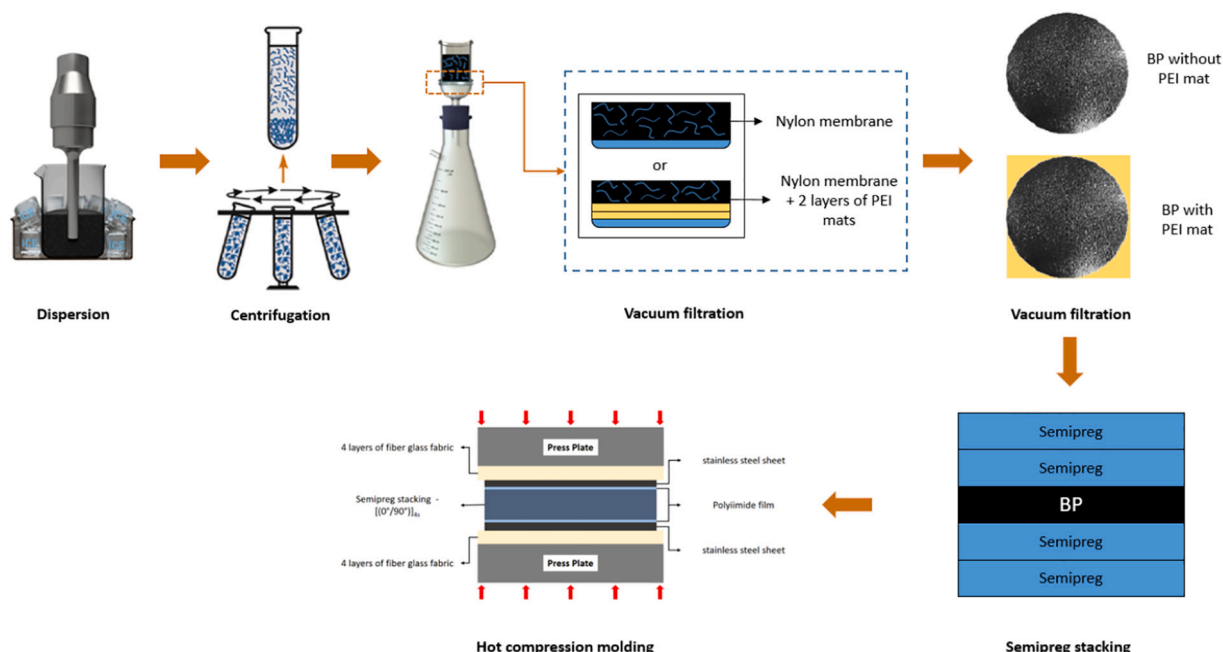 BP without
PEI mat
Nylon membrane
or
Nylon membrane
+ 2 layers of PEI
mats
BP with
PEI mat
Dispersion
Centrifugation
Vacuum filtration
Vacuum filtration
4 layers of fiber glass fabric
Press Plate
stainless steel sheet
Semipreg stacking -
[(0°/90°)]4s
Polyiimide film
4 layers of fiber glass fabric
Press Plate
stainless steel sheet
Semipreg
Semipreg
BP
Semipreg
Semipreg
Hot compression molding
Semipreg stacking